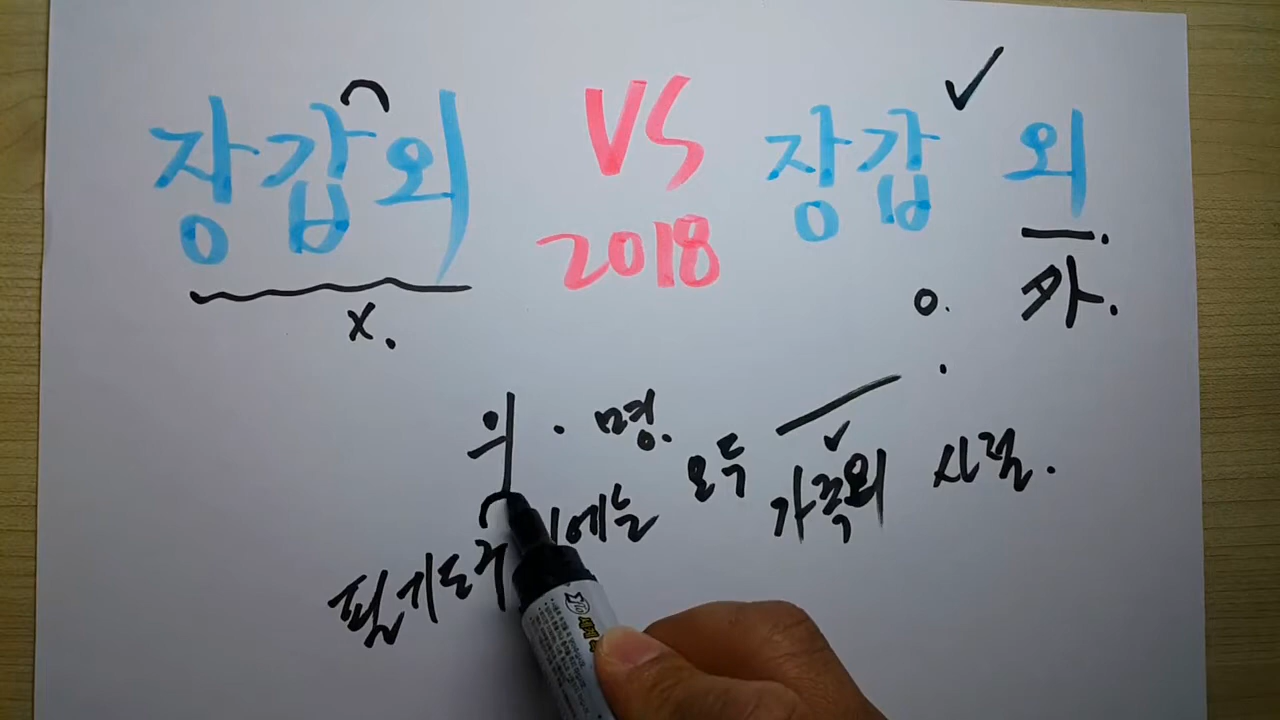 장갑외 VS 장갑 ✓ 외
2018
x. o. 外.
의 · 명.
가족외 사절.
필기도구 에는 모두